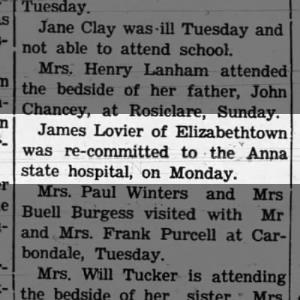 Tuesday.
Jane Clay was ill Tuesday and
not able to attend school.
Mrs. Henry Lanham attended
the bedside of her father, John
Chancey, at Rosiclare, Sunday.
James Lovier of Elizabethtown
was re-committed to the Anna
state hospital, on Monday.
Mrs. Paul Winters and Mrs
Buell Burgess visited with Mr
and Mrs. Frank Purcell at Car-
bondale, Tuesday.
Mrs. Will Tucker is attending
the bedside of her sister Mrs